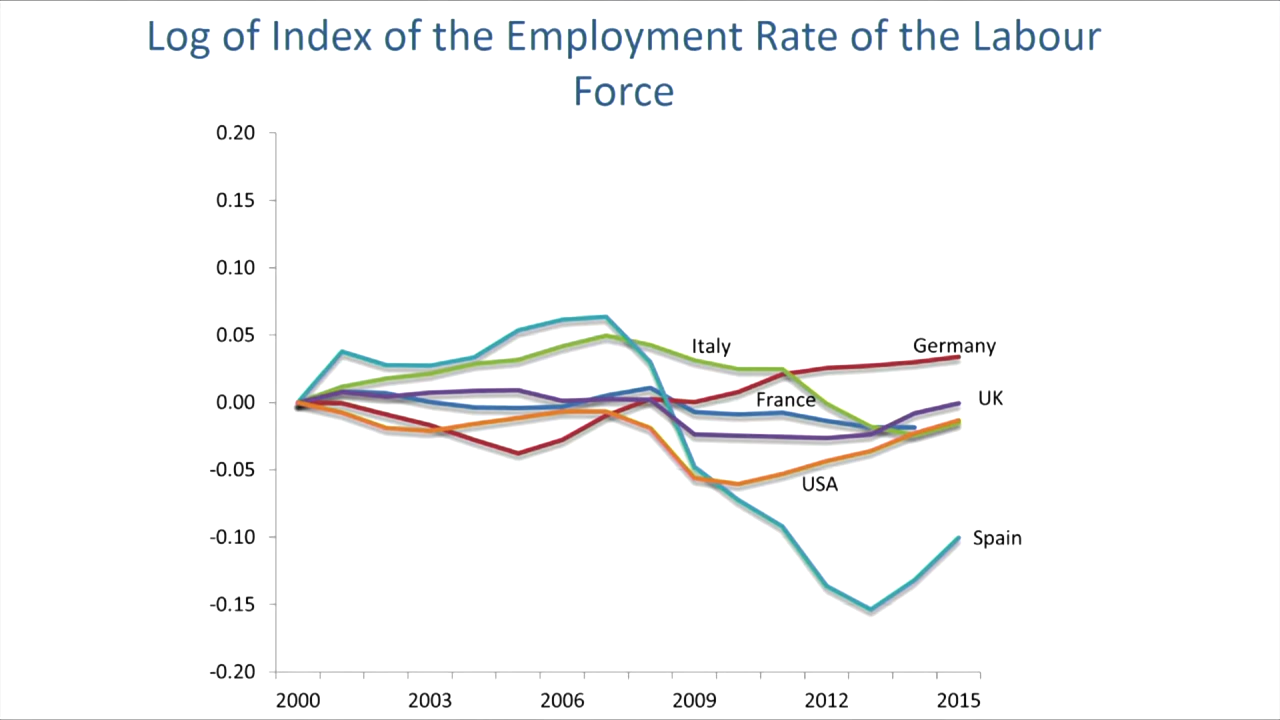 Log of Index of the Employment Rate of the Labour
Force
0.20
0.15
0.10
0.05
0.00
-0.05
-0.10
-0.15
-0.20
Italy
Germany
France
UK
USA
Spain
2000 2003 2006 2009 2012 2015